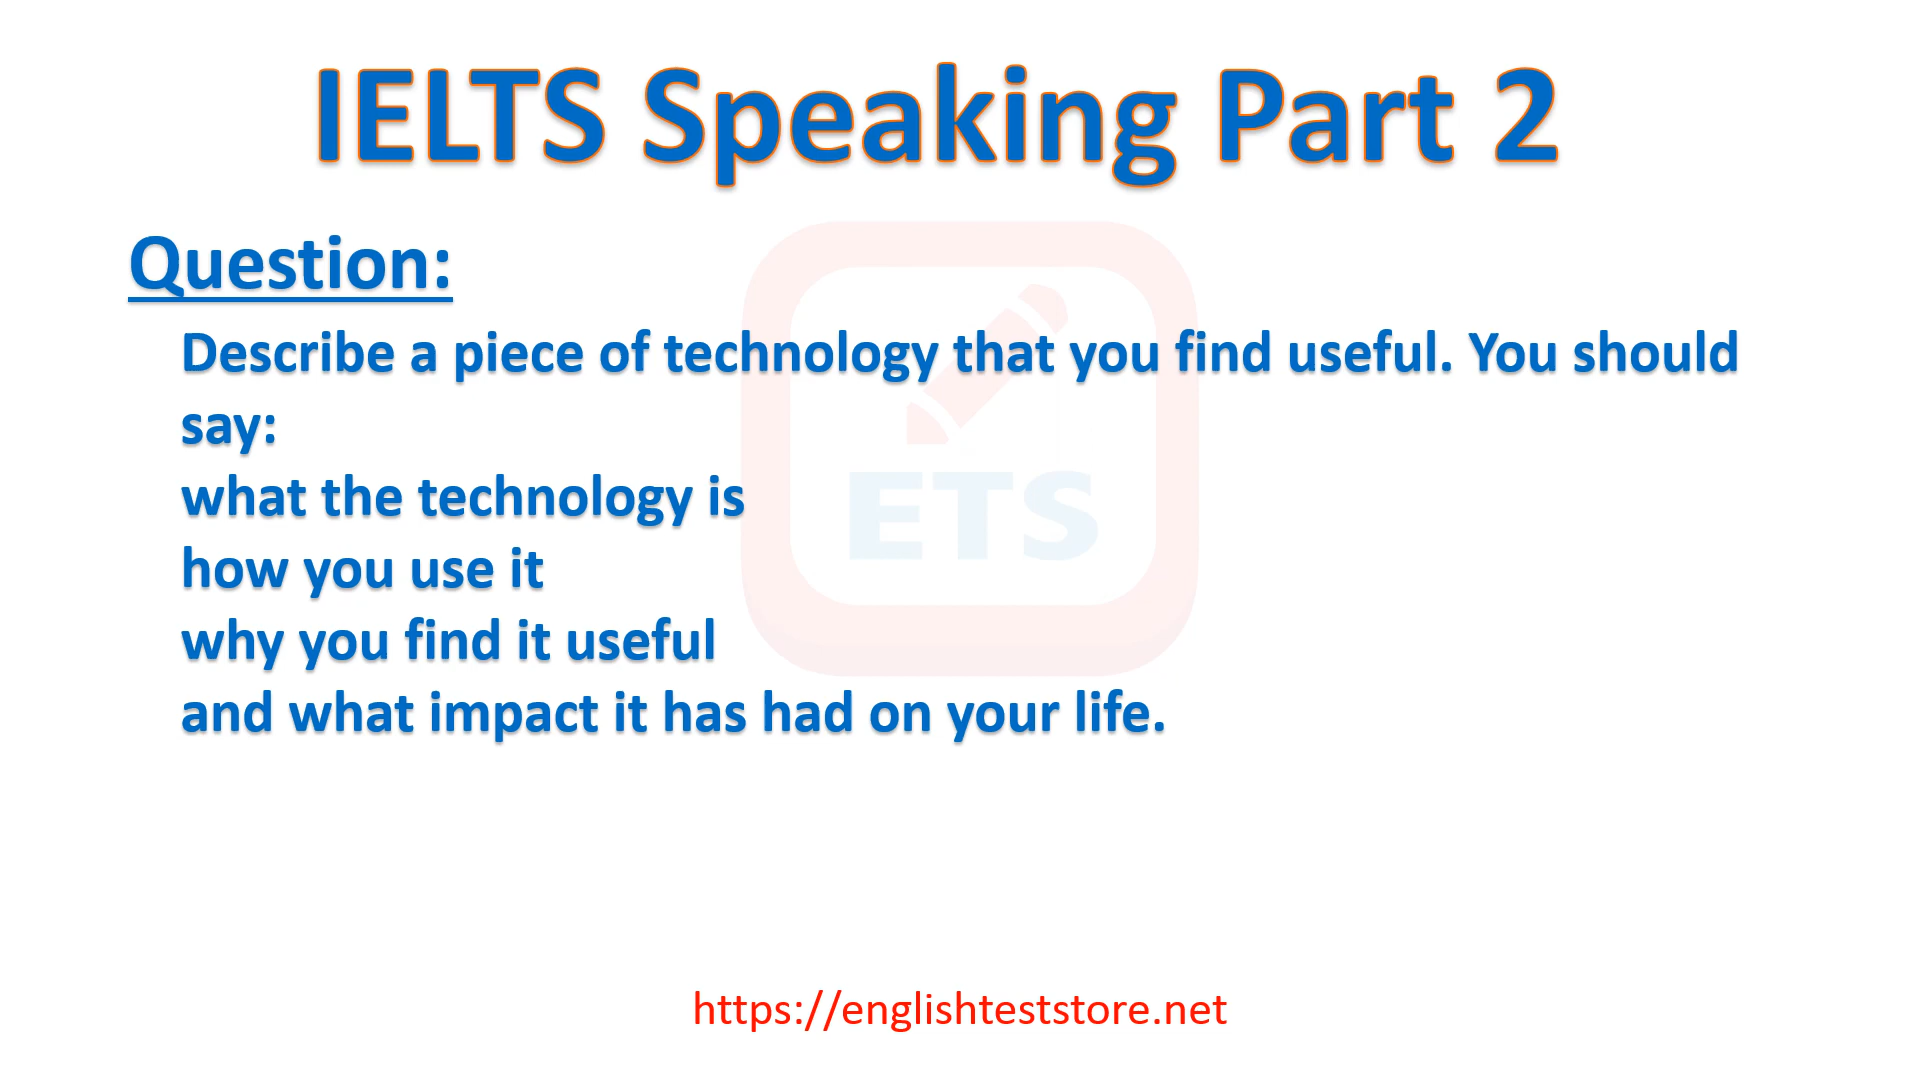 IELTS Speaking Part 2
Question:
Describe a piece of technology that you find useful. You should
say:
what the technology is
how you use it
why you find it useful
and what impact it has had on your life.
ETS
https://englishteststore.net